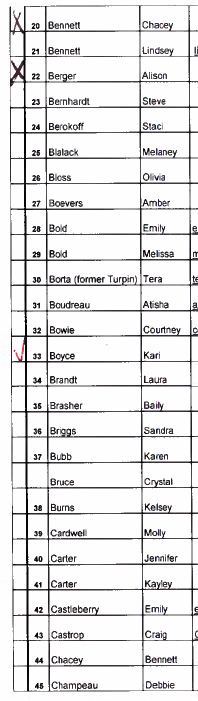 20 Bennett Chacey
21 Bennett Lindsey
22 Berger Alison
23 Bernhardt Steve
24 Berokoff Staci
25 Blalack Melaney
26 Bloss Olivia
27 Boevers Amber
28 Bold Emily e
29 Bold Melissa m
30 Borta (former Turpin) Tera te
31 Boudreau Atisha a
32 Bowie Courtney c
33 Boyce Kari
34 Brandt Laura
35 Brasher Baily
36 Briggs Sandra
37 Bubb Karen
Bruce Crystal
38 Burns Kelsey
39 Cardwell Molly
40 Carter Jennifer
41 Carter Kayley
42 Castleberry Emily e
43 Castrop Craig
44 Chacey Bennett
45 Champeau Debbie